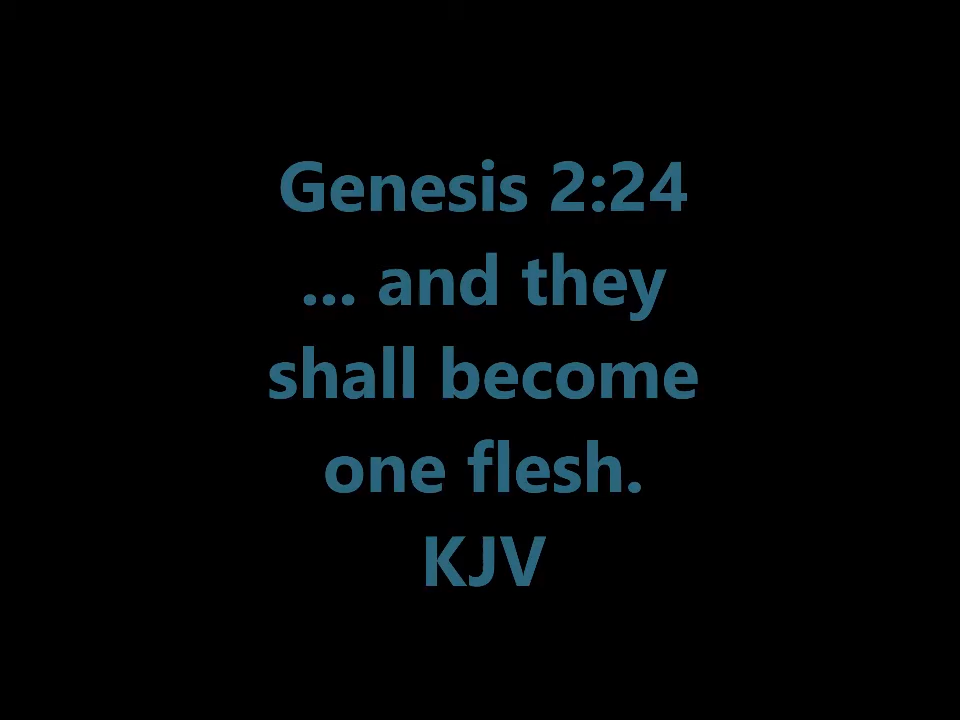 Genesis 2:24
... and they
shall become
one flesh.
KJV